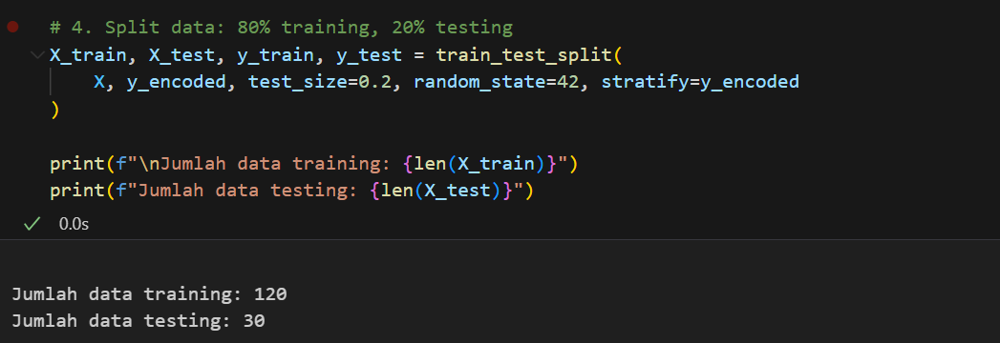 # 4. Split data: 80% training, 20% testing
X_train, X_test, y_train, y_test = train_test_split(
    X, y_encoded, test_size=0.2, random_state=42, stratify=y_encoded
)
print(f"\nJumlah data training: {len(X_train)}")
print(f"Jumlah data testing: {len(X_test)}")
0.0s
Jumlah data training: 120
Jumlah data testing: 30